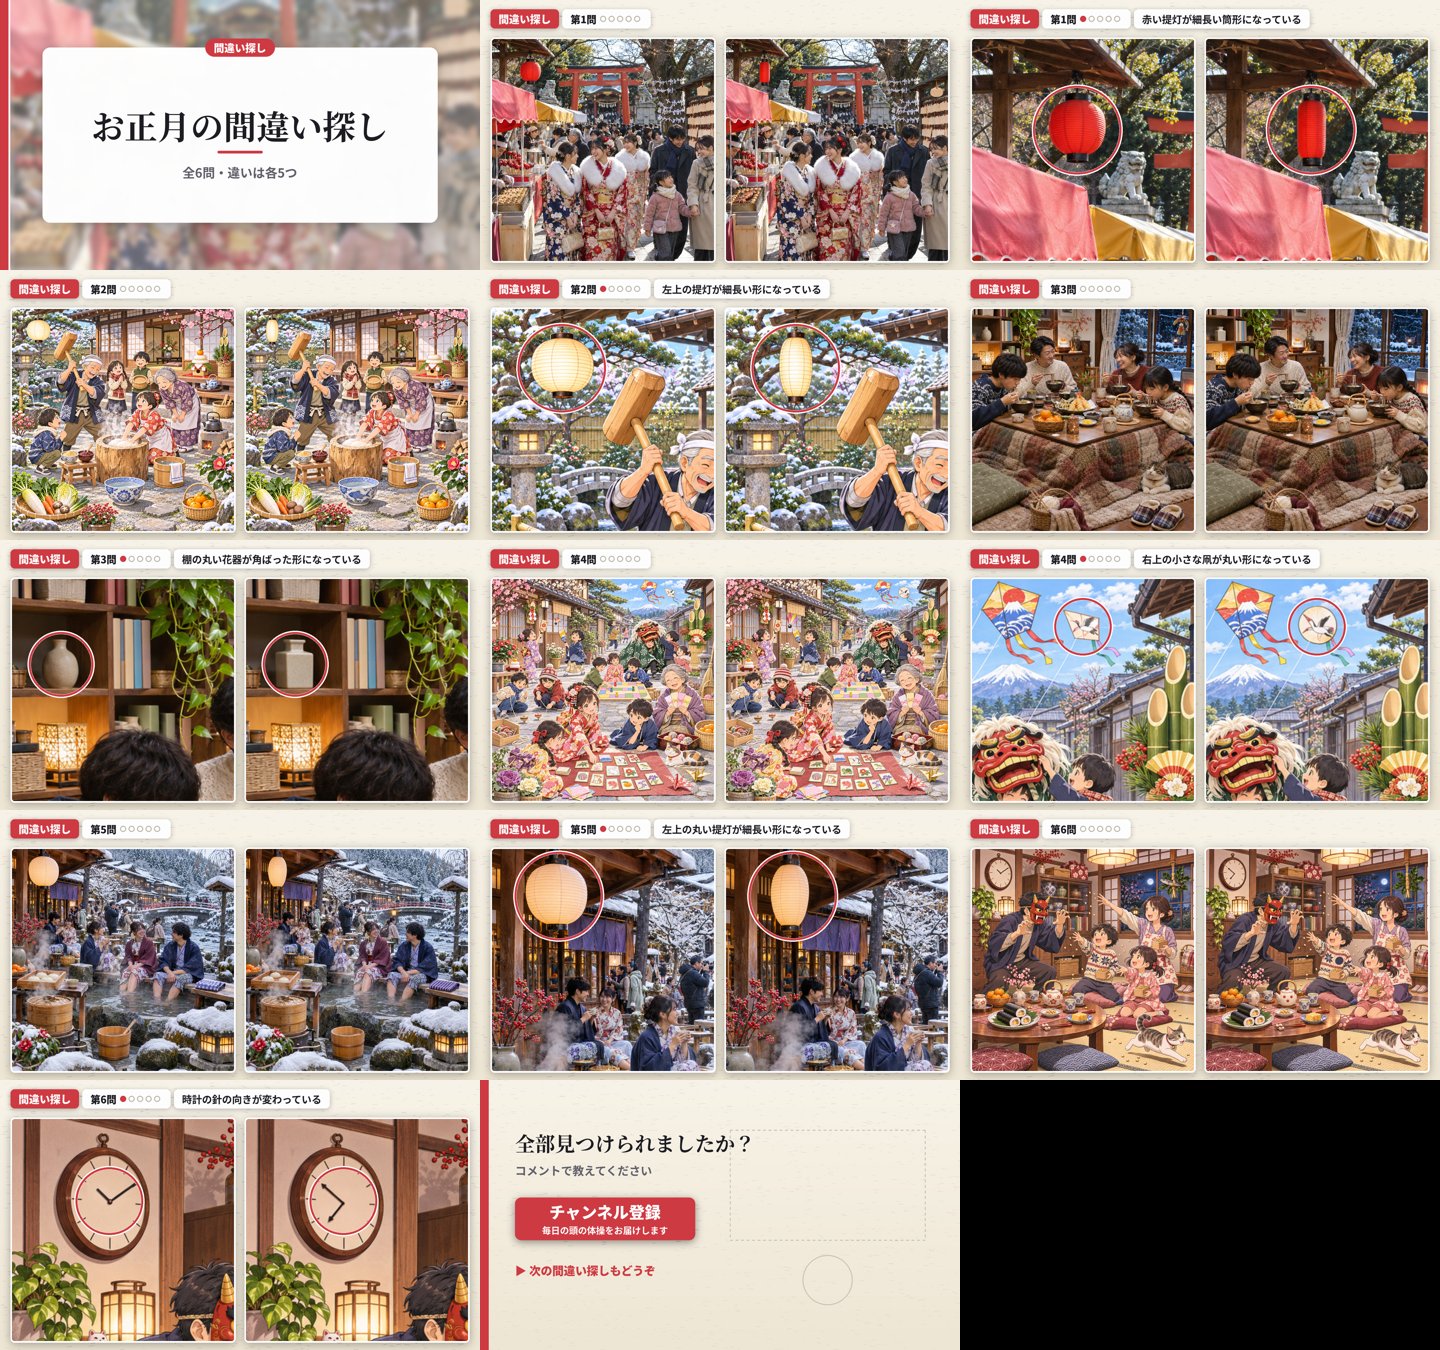 間違い探し
お正月の間違い探し
全6問・違いは各5つ
間違い探し 第1問
間違い探し 第1問 赤い提灯が細長い筒形になっている
間違い探し 第2問
間違い探し 第2問 左上の提灯が細長い形になっている
間違い探し 第3問
間違い探し 第3問 棚の丸い花器が角ばった形になっている
間違い探し 第4問
間違い探し 第4問 右上の小さな凧が丸い形になっている
間違い探し 第5問
間違い探し 第5問 左上の丸い提灯が細長い形になっている
間違い探し 第6問
間違い探し 第6問 時計の針の向きが変わっている
全部見つけられましたか？
コメントで教えてください
チャンネル登録
毎日の頭の体操をお届けします
▶ 次の間違い探しもどうぞ